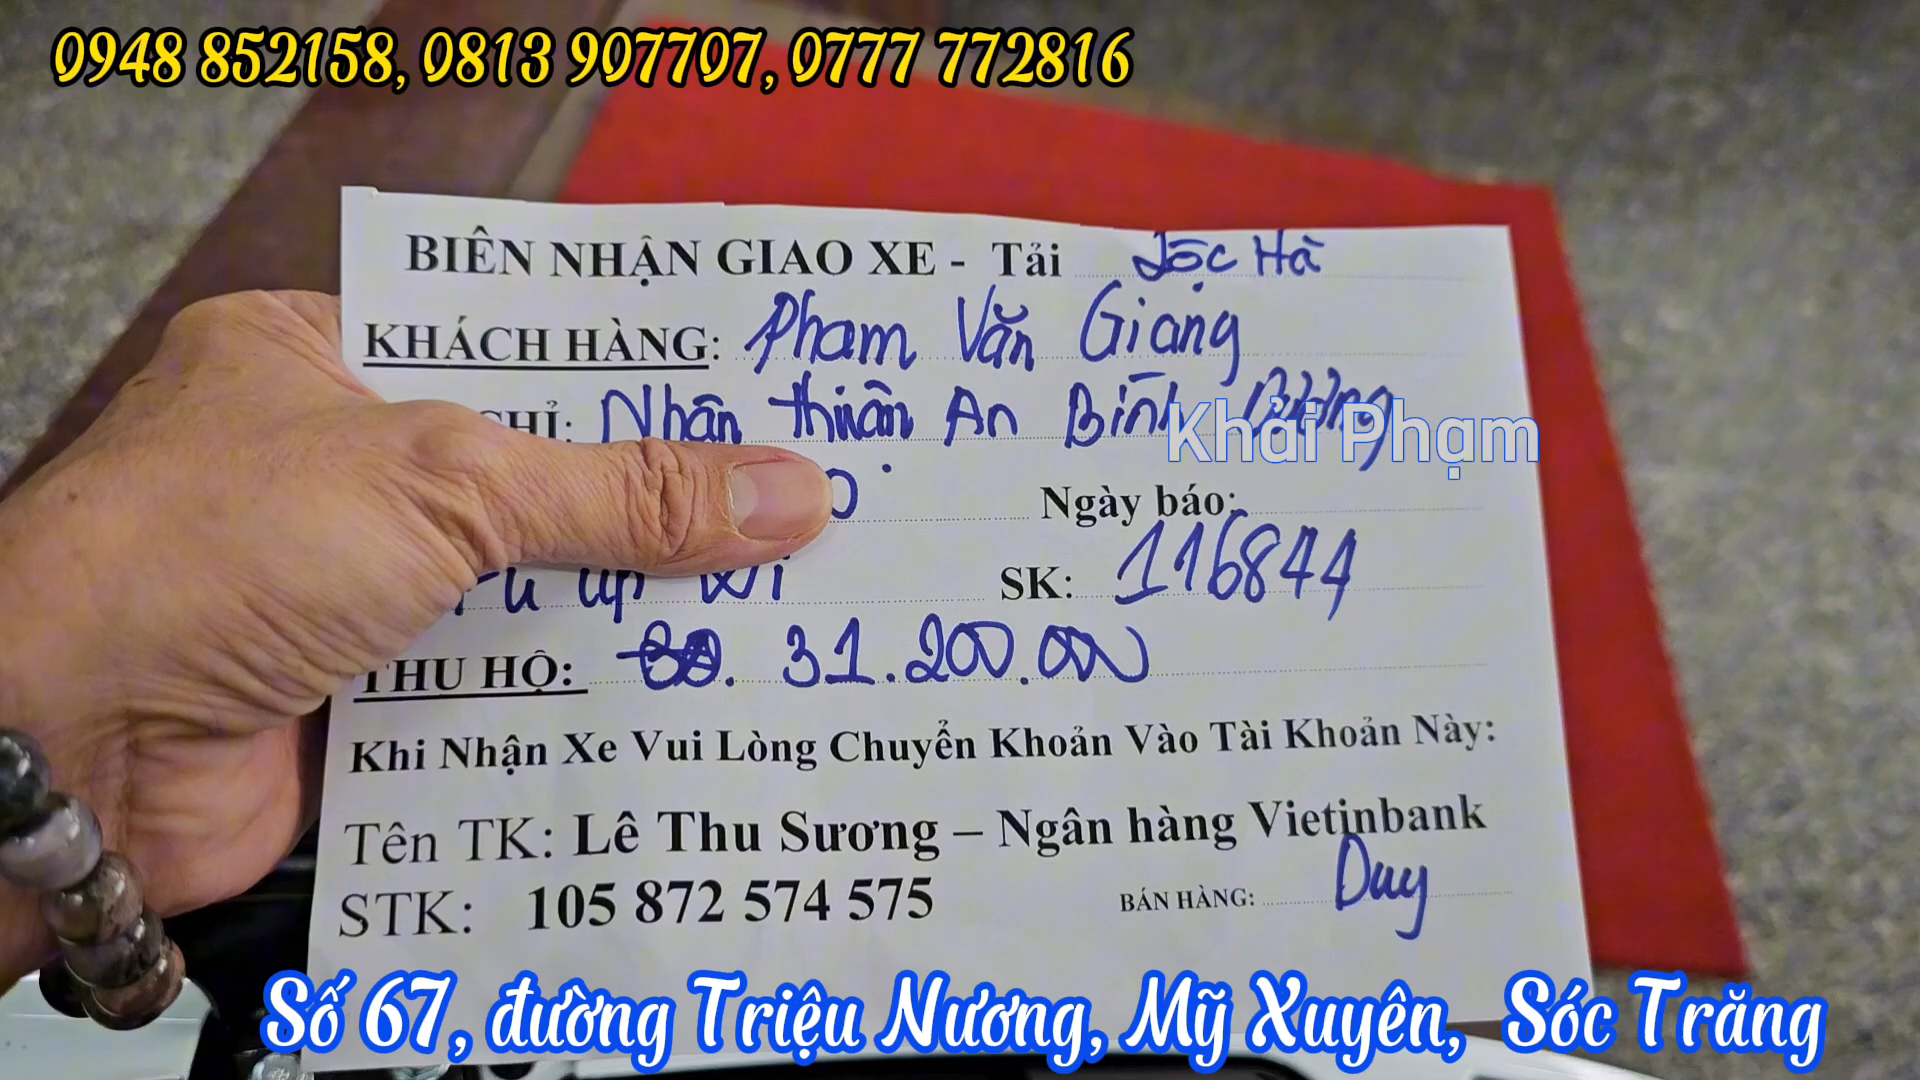 0948 852158, 0813 907707, 0777 772816
BIÊN NHẬN GIAO XE - Tải Lộc Hà
KHÁCH HÀNG: Phạm Văn Giang
CHỈ: Nhân thuận An Bình Dương
Khải Phạm
Ngày báo:
SK: 116844
THU HỘ: 31.200.000
Khi Nhận Xe Vui Lòng Chuyển Khoản Vào Tài Khoản Này:
Tên TK: Lê Thu Sương – Ngân hàng Vietinbank
STK: 105 872 574 575 BÁN HÀNG: Duy
Số 67, đường Triệu Nương, Mỹ Xuyên, Sóc Trăng